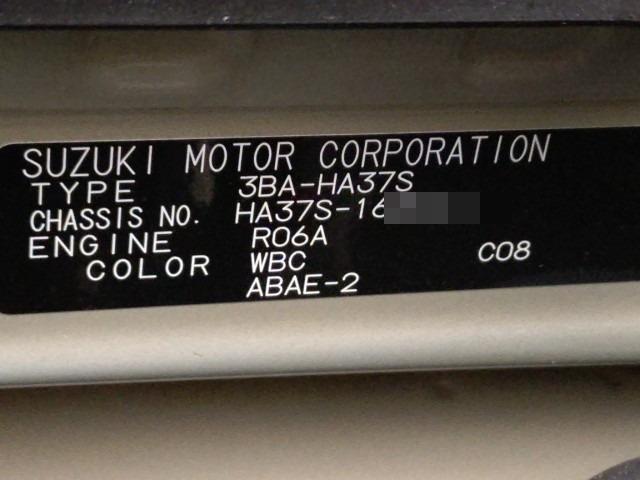 SUZUKI MOTOR CORPORATION
TYPE 3BA-HA37S
CHASSIS NO. HA37S-16
ENGINE R06A
COLOR WBC C08
ABAE-2